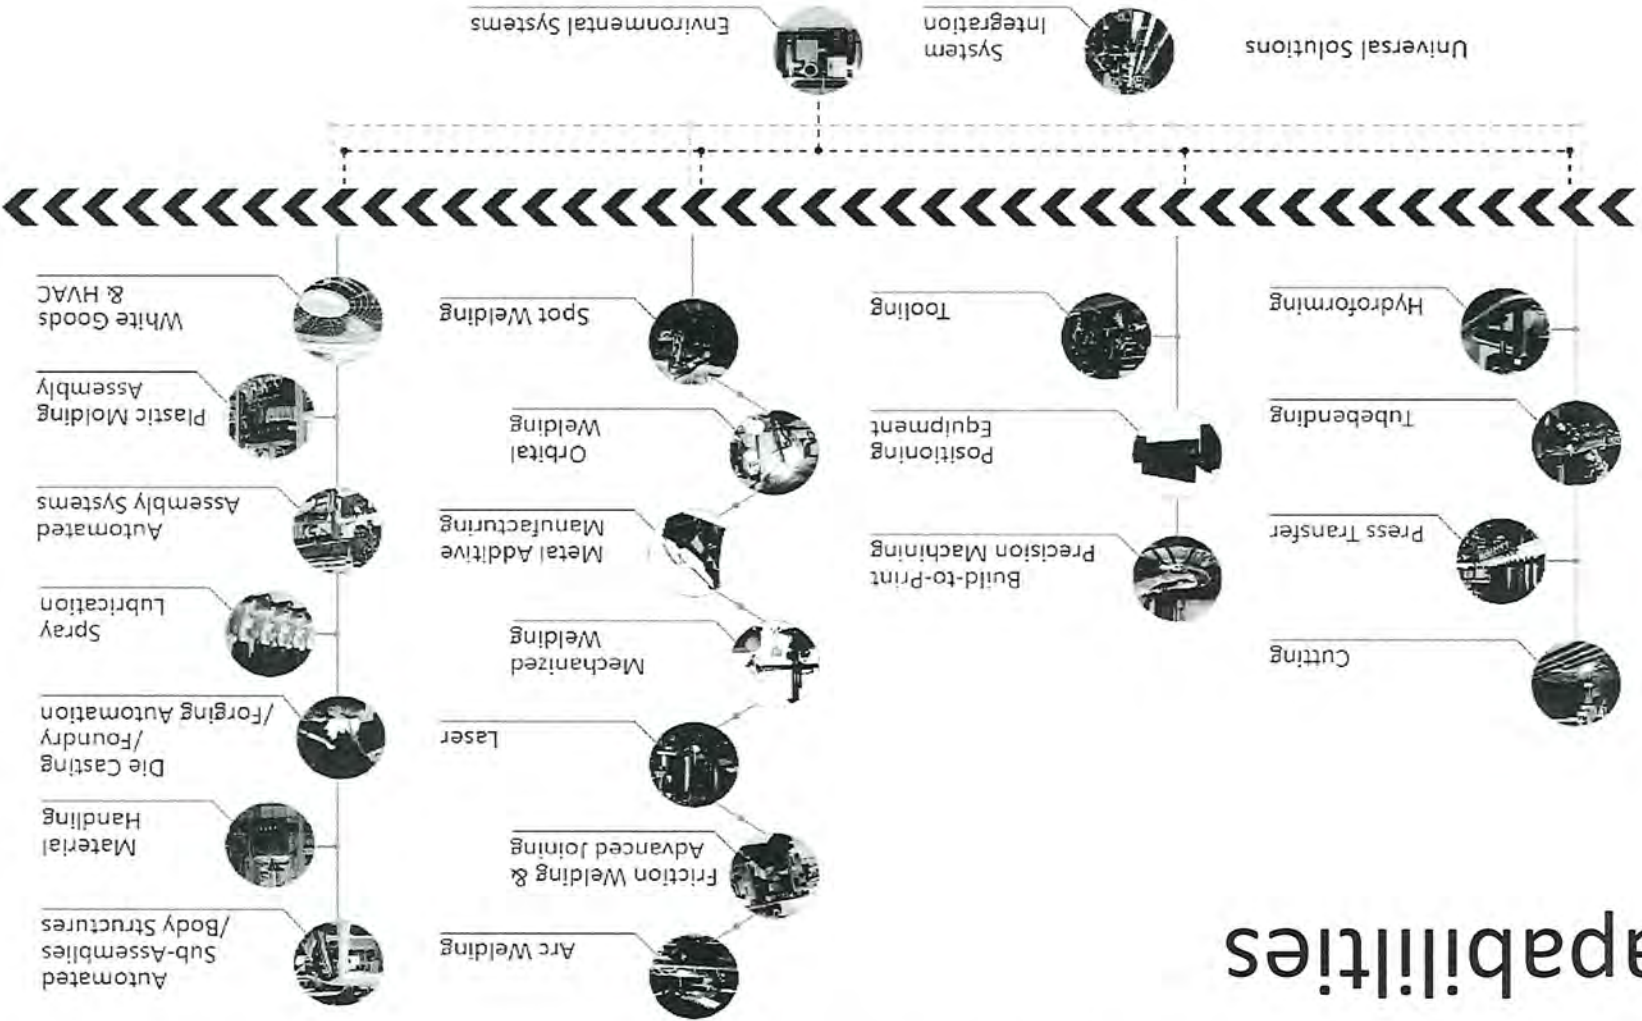 apabilities
Cutting
Press Transfer
Tubebending
Hydroforming
Build-to-Print
Precision Machining
Positioning
Equipment
Tooling
Arc Welding
Friction Welding &
Advanced Joining
Laser
Mechanized
Welding
Metal Additive
Manufacturing
Orbital
Welding
Spot Welding
Automated
Sub-Assemblies
/Body Structures
Material
Handling
Die Casting
/Foundry
/Forging Automation
Spray
Lubrication
Automated
Assembly Systems
Plastic Molding
Assembly
White Goods
& HVAC
Universal Solutions
System
Integration
Environmental Systems